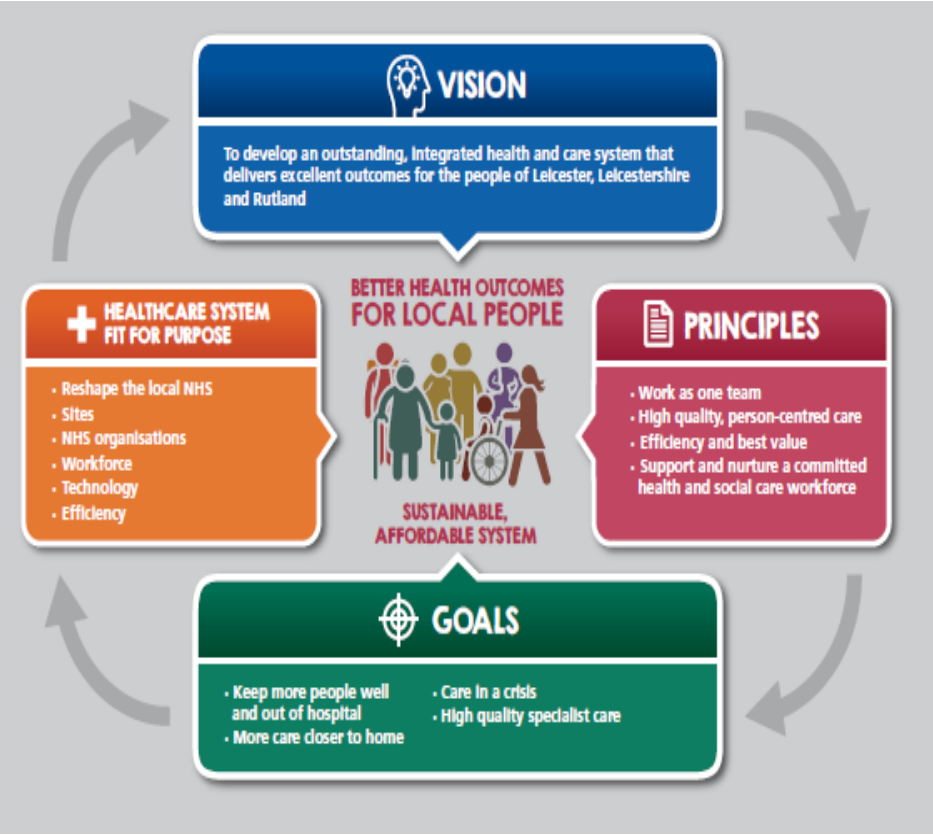 VISION
To develop an outstanding, integrated health and care system that
delivers excellent outcomes for the people of Leicester, Leicestershire
and Rutland
BETTER HEALTH OUTCOMES
FOR LOCAL PEOPLE
SUSTAINABLE,
AFFORDABLE SYSTEM
PRINCIPLES
· Work as one team
· High quality, person-centred care
· Efficiency and best value
· Support and nurture a committed
health and social care workforce
GOALS
· Keep more people well
and out of hospital
· More care closer to home
· Care in a crisis
· High quality specialist care
HEALTHCARE SYSTEM
FIT FOR PURPOSE
· Reshape the local NHS
· Sites
· NHS organisations
· Workforce
· Technology
· Efficiency